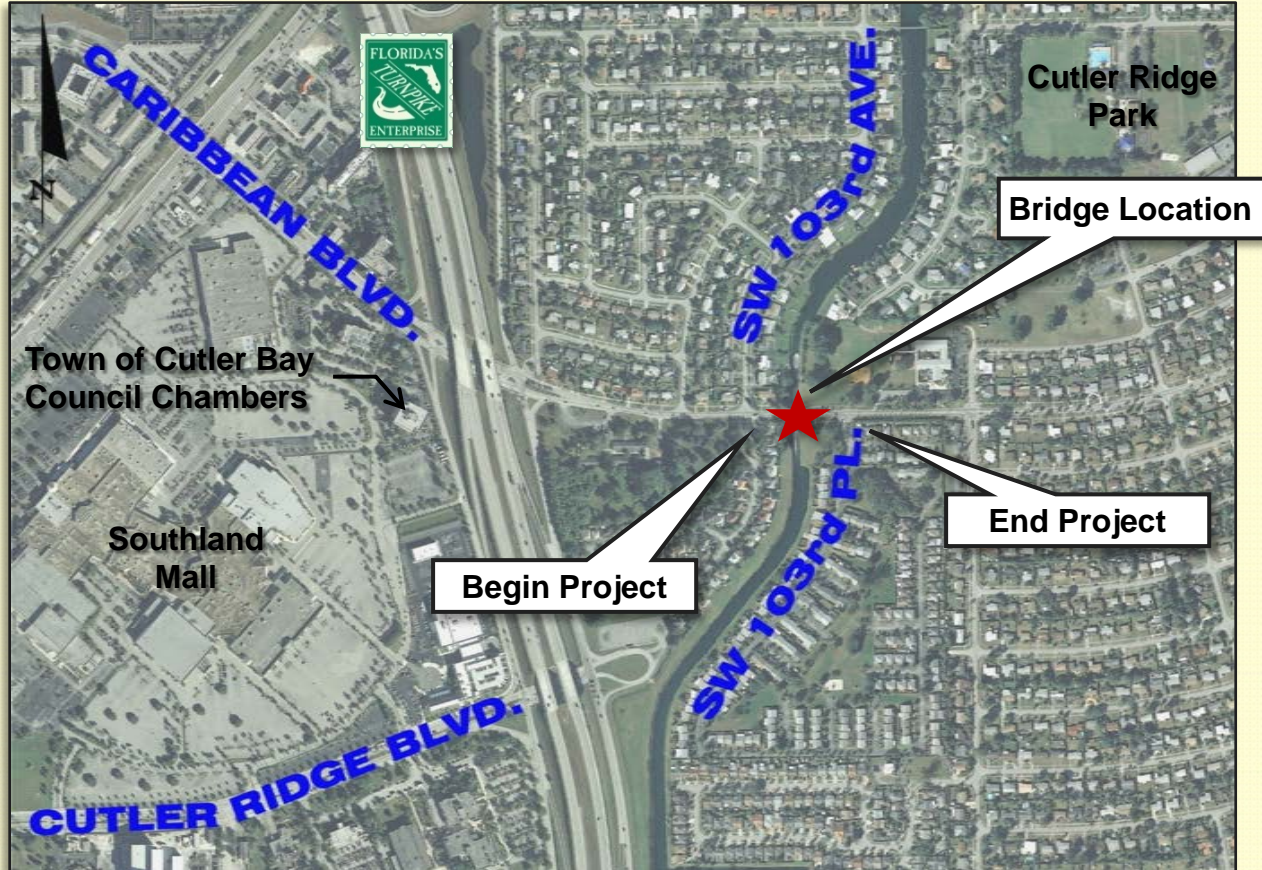 FLORIDA'S
TURNPIKE
ENTERPRISE
CARIBBEAN BLVD.
SW 103rd AVE.
Cutler Ridge
Park
N
Bridge Location
Town of Cutler Bay
Council Chambers
Southland
Mall
Begin Project
End Project
SW 103rd PL.
CUTLER RIDGE BLVD.